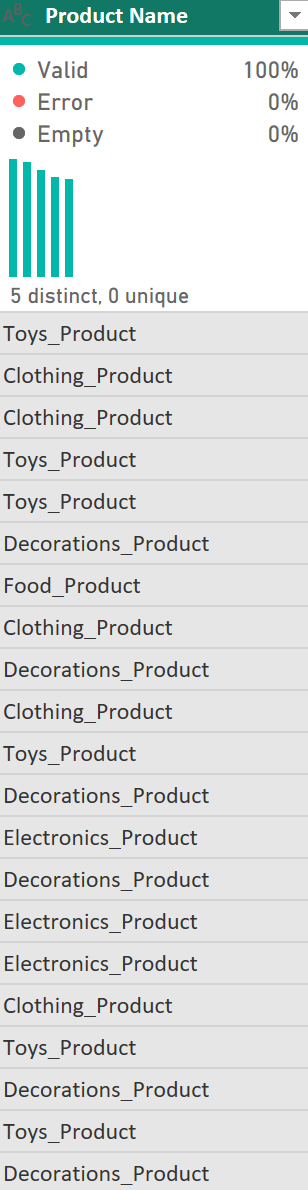 ABC Product Name
Valid 100%
Error 0%
Empty 0%
5 distinct, 0 unique
Toys_Product
Clothing_Product
Clothing_Product
Toys_Product
Toys_Product
Decorations_Product
Food_Product
Clothing_Product
Decorations_Product
Clothing_Product
Toys_Product
Decorations_Product
Electronics_Product
Decorations_Product
Electronics_Product
Electronics_Product
Clothing_Product
Toys_Product
Decorations_Product
Toys_Product
Decorations_Product